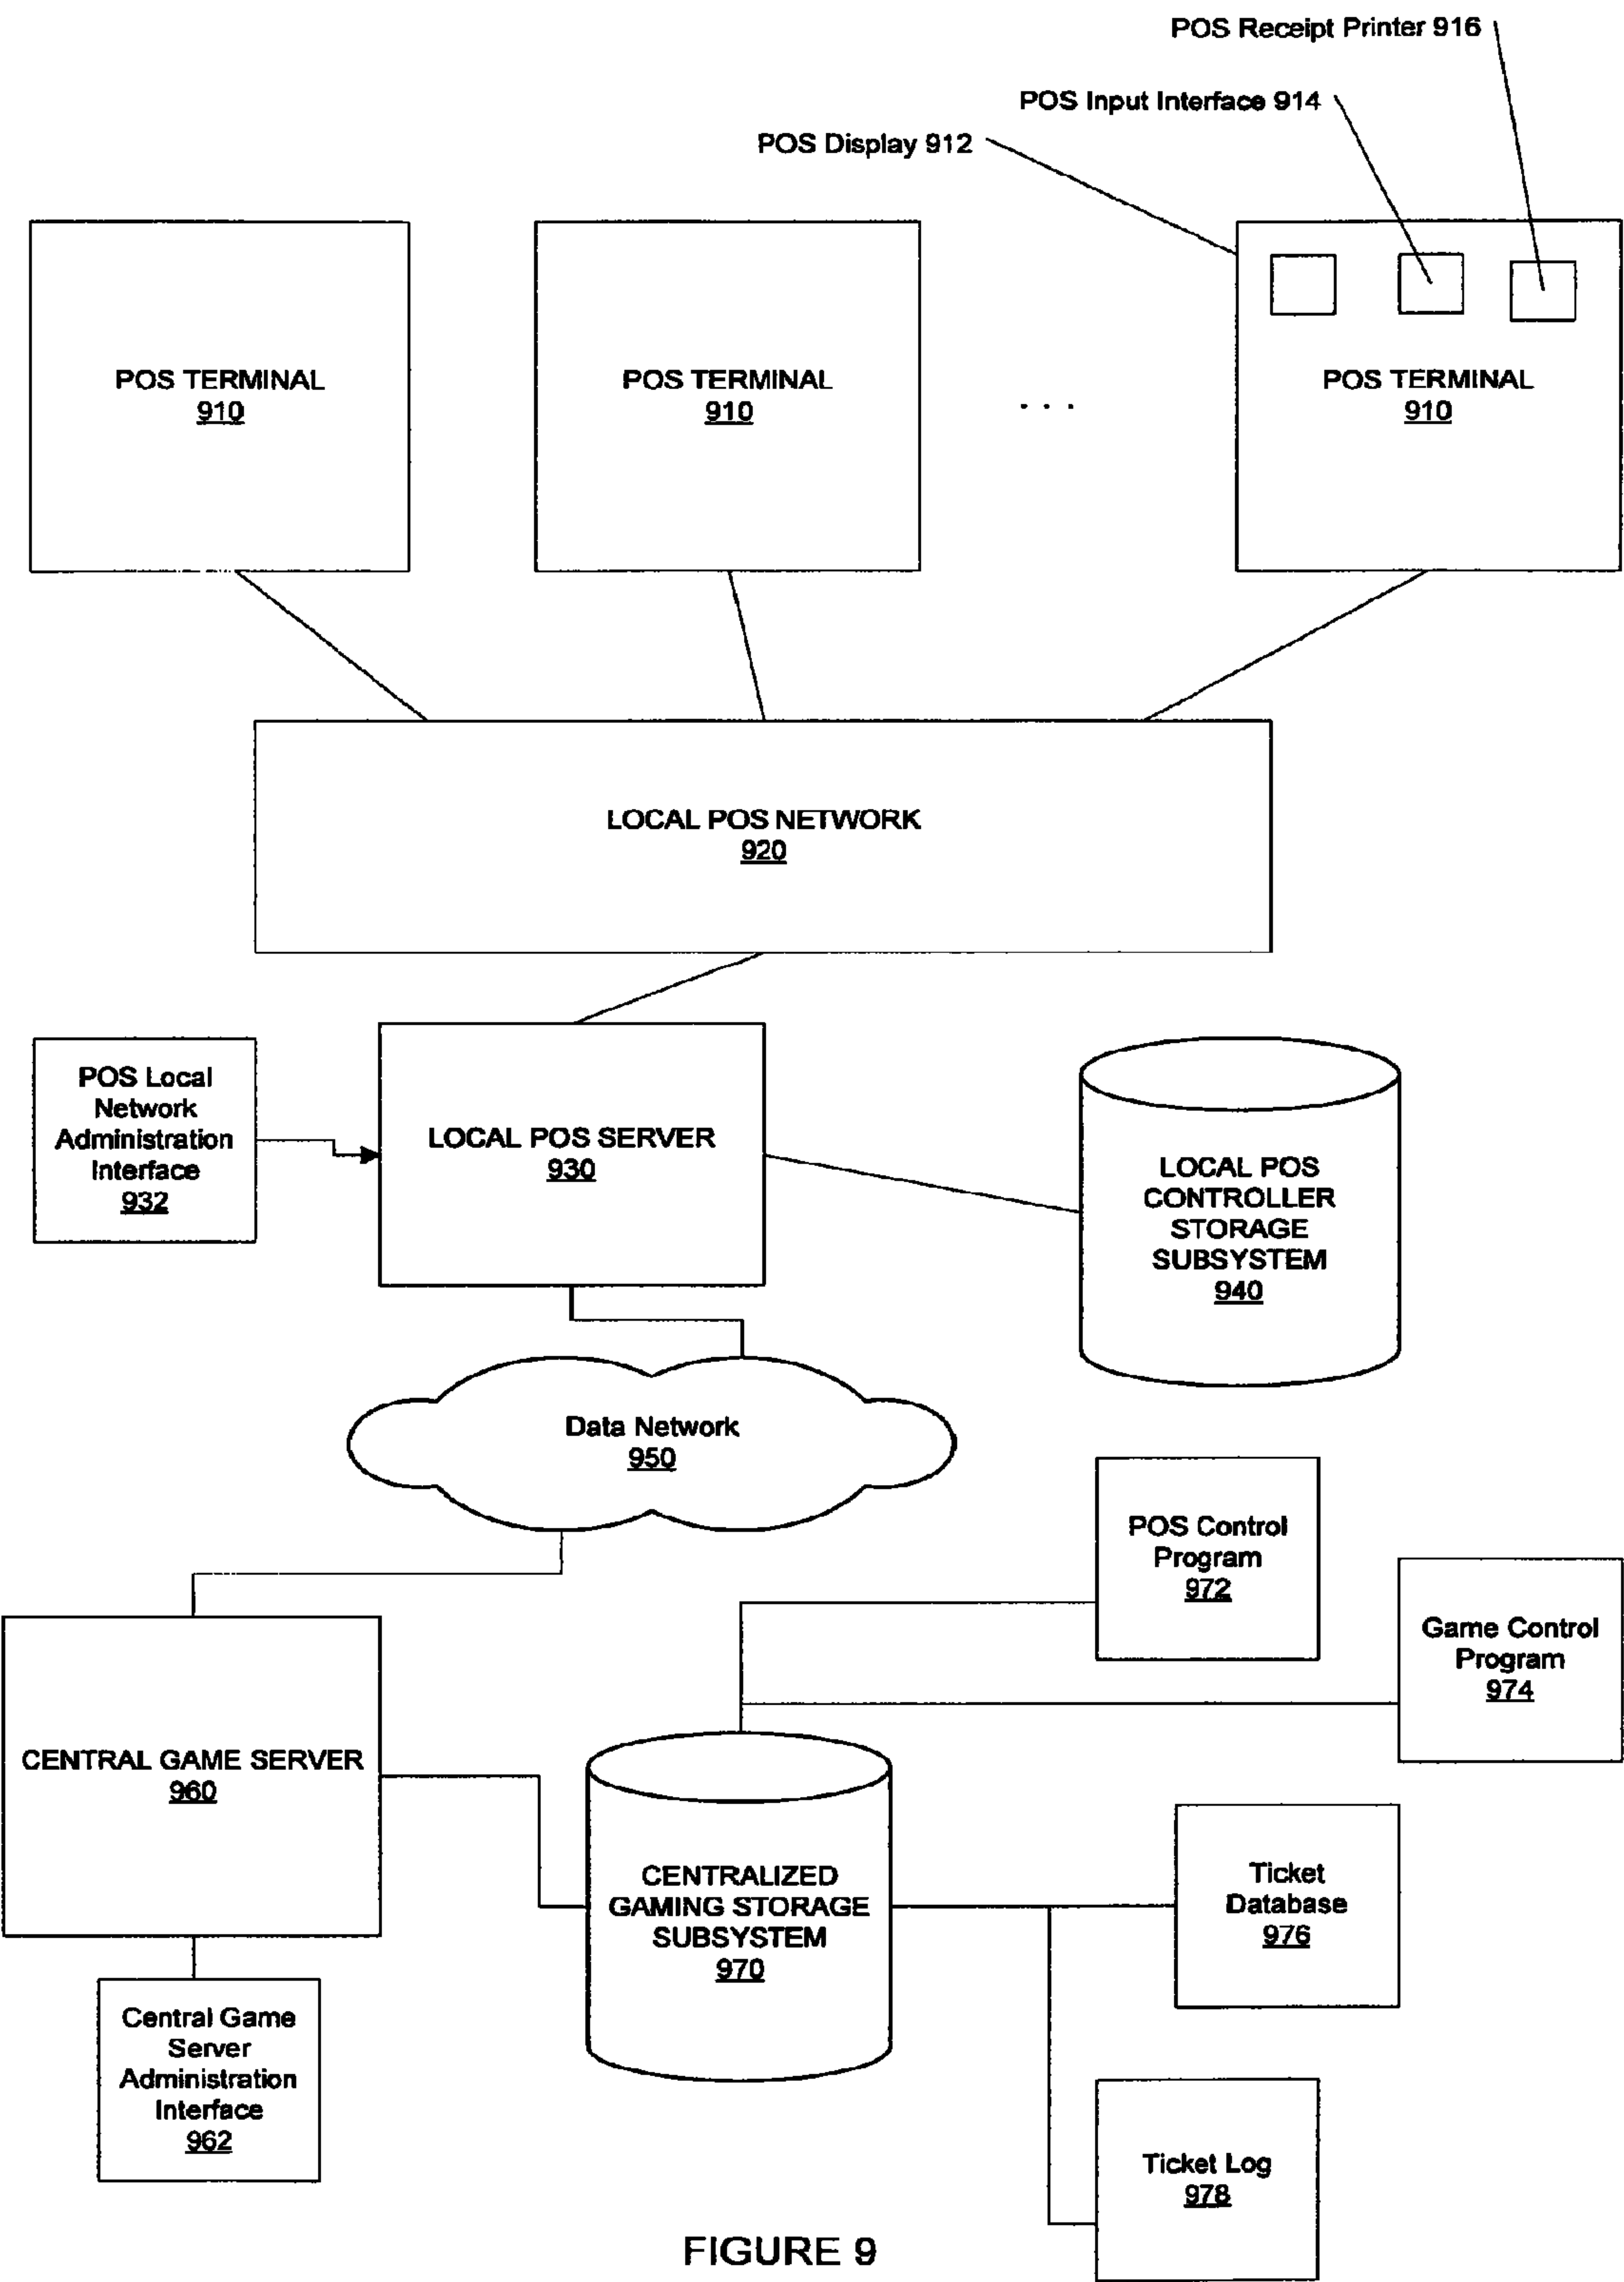 POS Receipt Printer 916
POS Input Interface 914
POS Display 912
POS TERMINAL
910
POS TERMINAL
910
. . .
POS TERMINAL
910
LOCAL POS NETWORK
920
POS Local
Network
Administration
Interface
932
LOCAL POS SERVER
930
LOCAL POS
CONTROLLER
STORAGE
SUBSYSTEM
940
Data Network
950
POS Control
Program
972
Game Control
Program
974
CENTRAL GAME SERVER
960
CENTRALIZED
GAMING STORAGE
SUBSYSTEM
970
Ticket
Database
976
Central Game
Server
Administration
Interface
962
Ticket Log
978
FIGURE 9